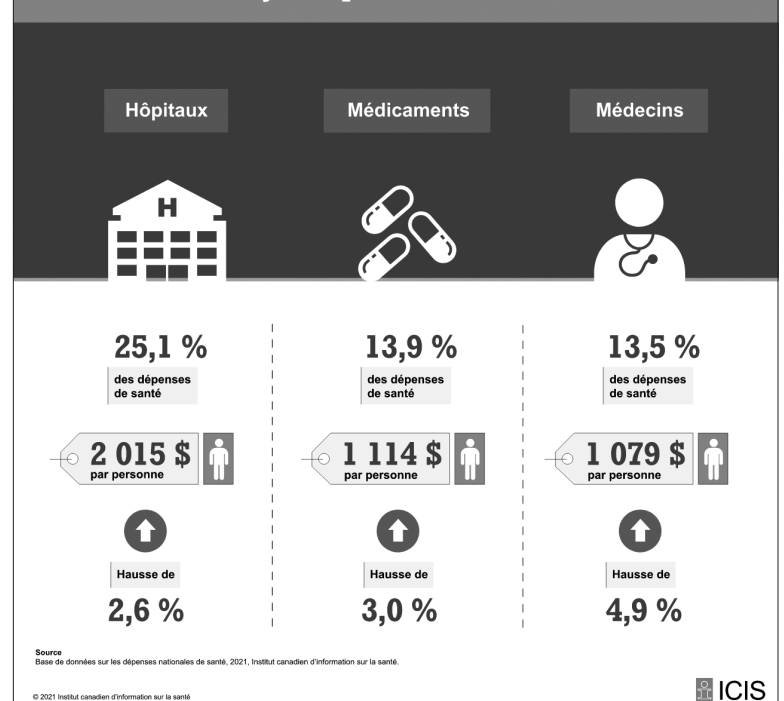 Hôpitaux
Médicaments
Médecins
H
25,1 %
des dépenses
de santé
2 015 $
par personne
Hausse de
2,6 %
13,9 %
des dépenses
de santé
1 114 $
par personne
Hausse de
3,0 %
13,5 %
des dépenses
de santé
1 079 $
par personne
Hausse de
4,9 %
Source
Base de données sur les dépenses nationales de santé, 2021, Institut canadien d'information sur la santé.
© 2021 Institut canadien d'information sur la santé
ICIS